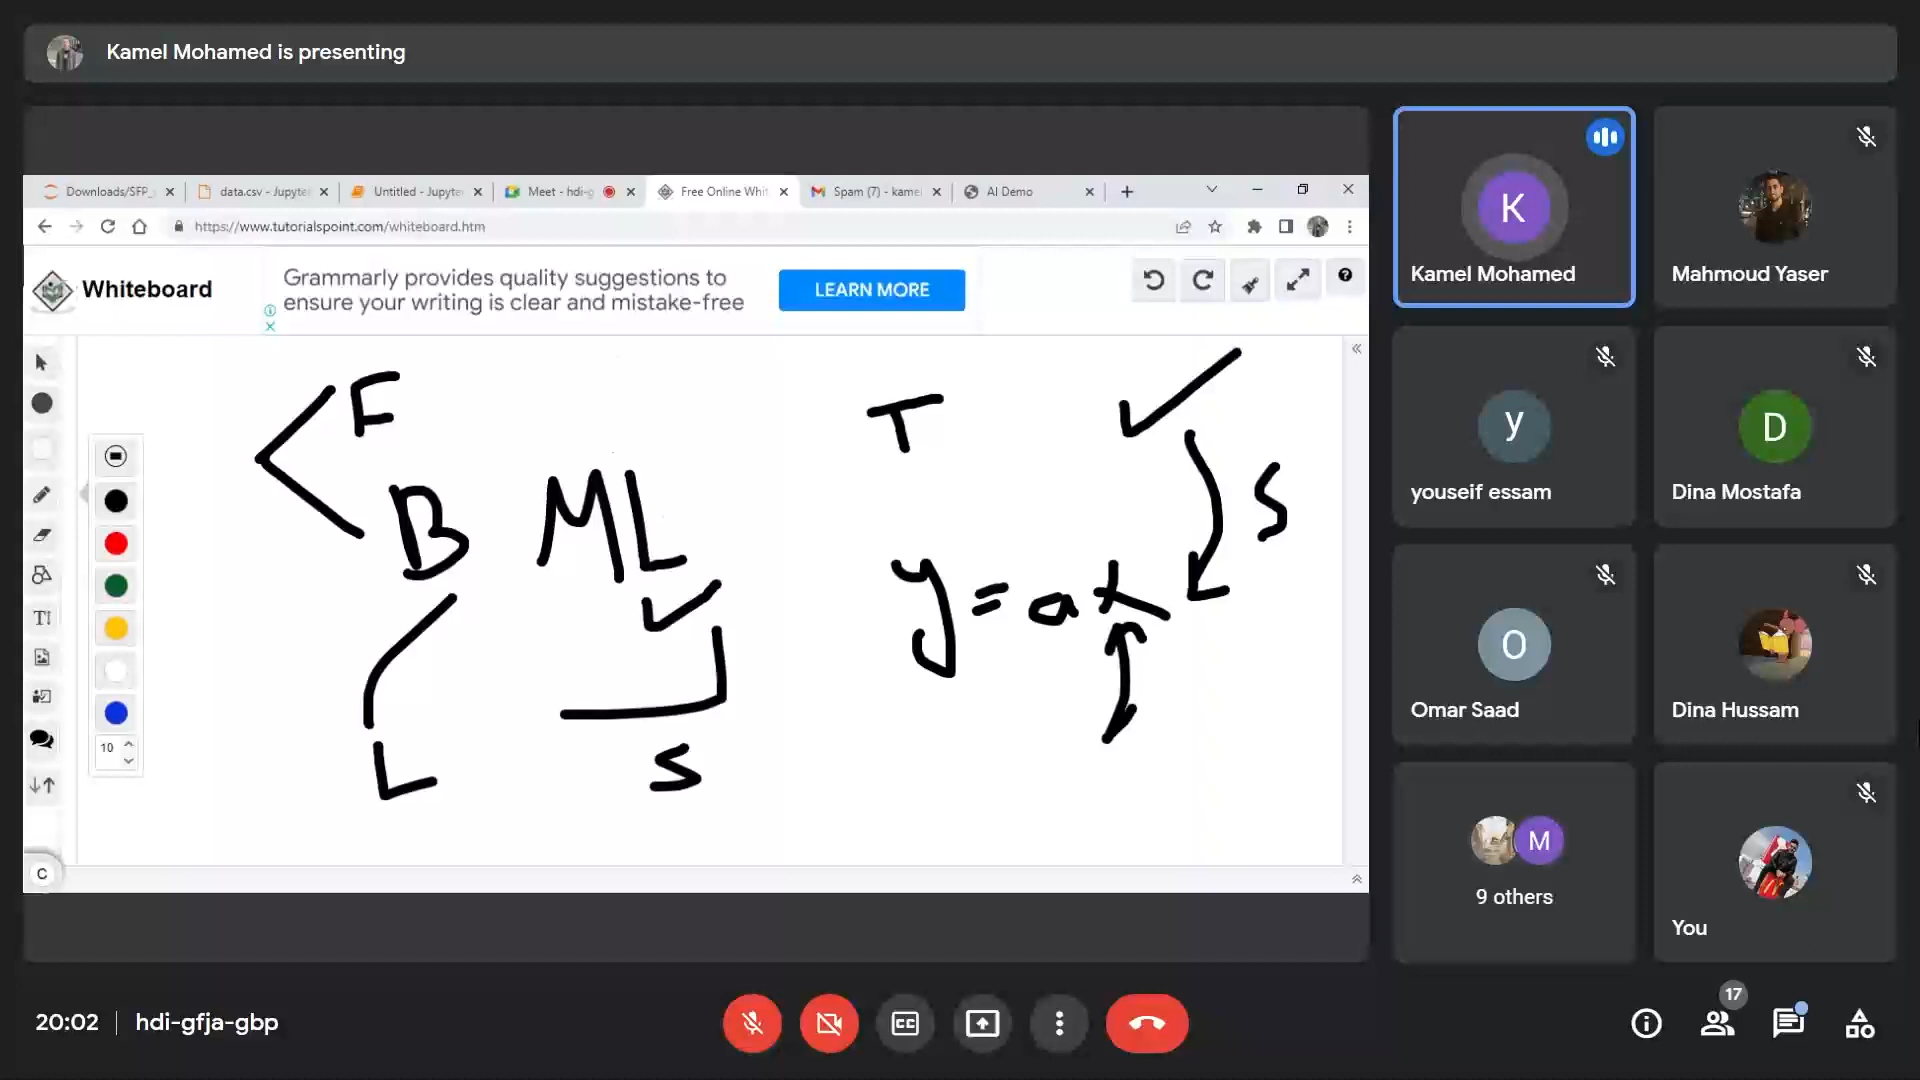 Kamel Mohamed is presenting
Downloads/SFP_
data.csv - Jupyte
Untitled - Jupyte
Meet - hdi-g
Free Online Whit
Spam (7) - kame
AI Demo
https://www.tutorialspoint.com/whiteboard.htm
Whiteboard
Grammarly provides quality suggestions to
ensure your writing is clear and mistake-free
LEARN MORE
F
T
B ML
S
y = ax
L
S
10
TI
C
K
Kamel Mohamed
Mahmoud Yaser
y
youseif essam
D
Dina Mostafa
O
Omar Saad
Dina Hussam
M
9 others
You
20:02 | hdi-gfja-gbp
CC
17